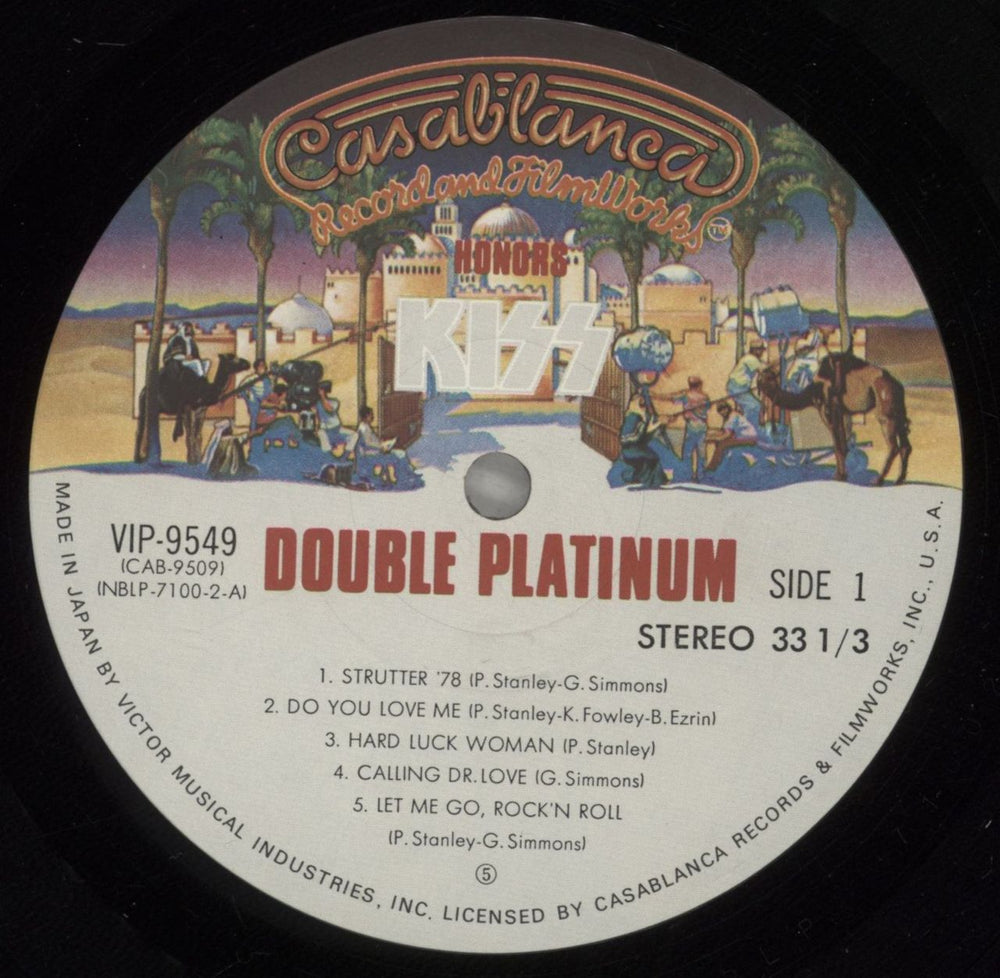 Casablanca
Record and FilmWorks TM
HONORS
KISS
VIP-9549
(CAB-9509)
(NBLP-7100-2-A)
DOUBLE PLATINUM
SIDE 1
STEREO 33 1/3
1. STRUTTER '78 (P. Stanley-G. Simmons)
2. DO YOU LOVE ME (P. Stanley-K. Fowley-B. Ezrin)
3. HARD LUCK WOMAN (P. Stanley)
4. CALLING DR. LOVE (G. Simmons)
5. LET ME GO, ROCK'N ROLL
(P. Stanley-G. Simmons)
⑤
MADE IN JAPAN BY VICTOR MUSICAL INDUSTRIES, INC. LICENSED BY CASABLANCA RECORDS & FILMWORKS, INC., U.S.A.